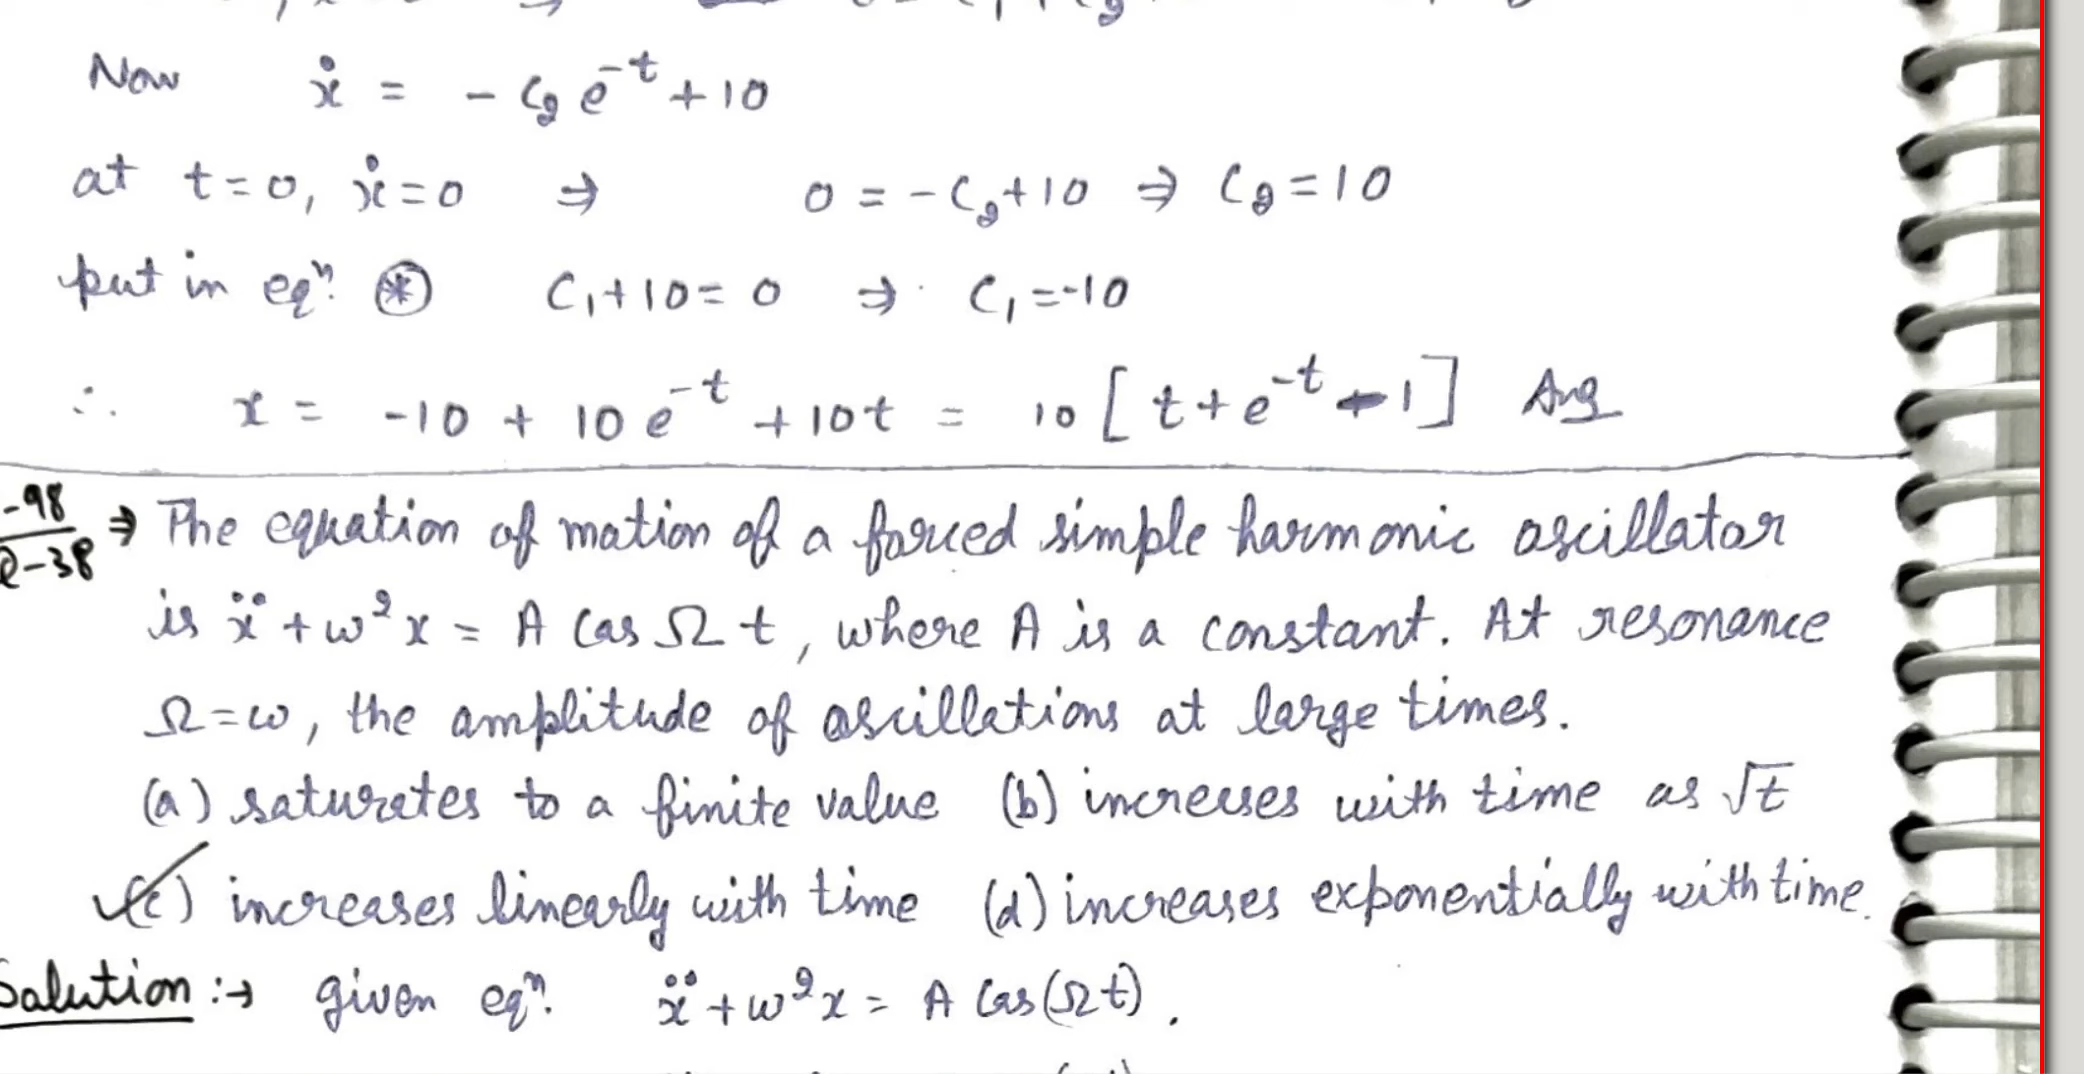 Now ẋ = - C₂ e^-t + 10
at t=0, ẋ=0 ⇒ 0 = -C₂+10 ⇒ C₂=10
put in eqⁿ. ⊛ C₁+10=0 ⇒ C₁=-10
∴ x = -10 + 10 e^-t + 10t = 10 [t + e^-t - 1] Ans
-98
Q-38 ⇒ The equation of motion of a forced simple harmonic oscillator
is ẍ + ω²x = A Cos Ω t, where A is a constant. At resonance
Ω=ω, the amplitude of oscillations at large times.
(a) saturates to a finite value (b) increases with time as √t
✓(c) increases linearly with time (d) increases exponentially with time.
Solution :→ given eqⁿ. ẍ + ω²x = A Cos(Ωt).